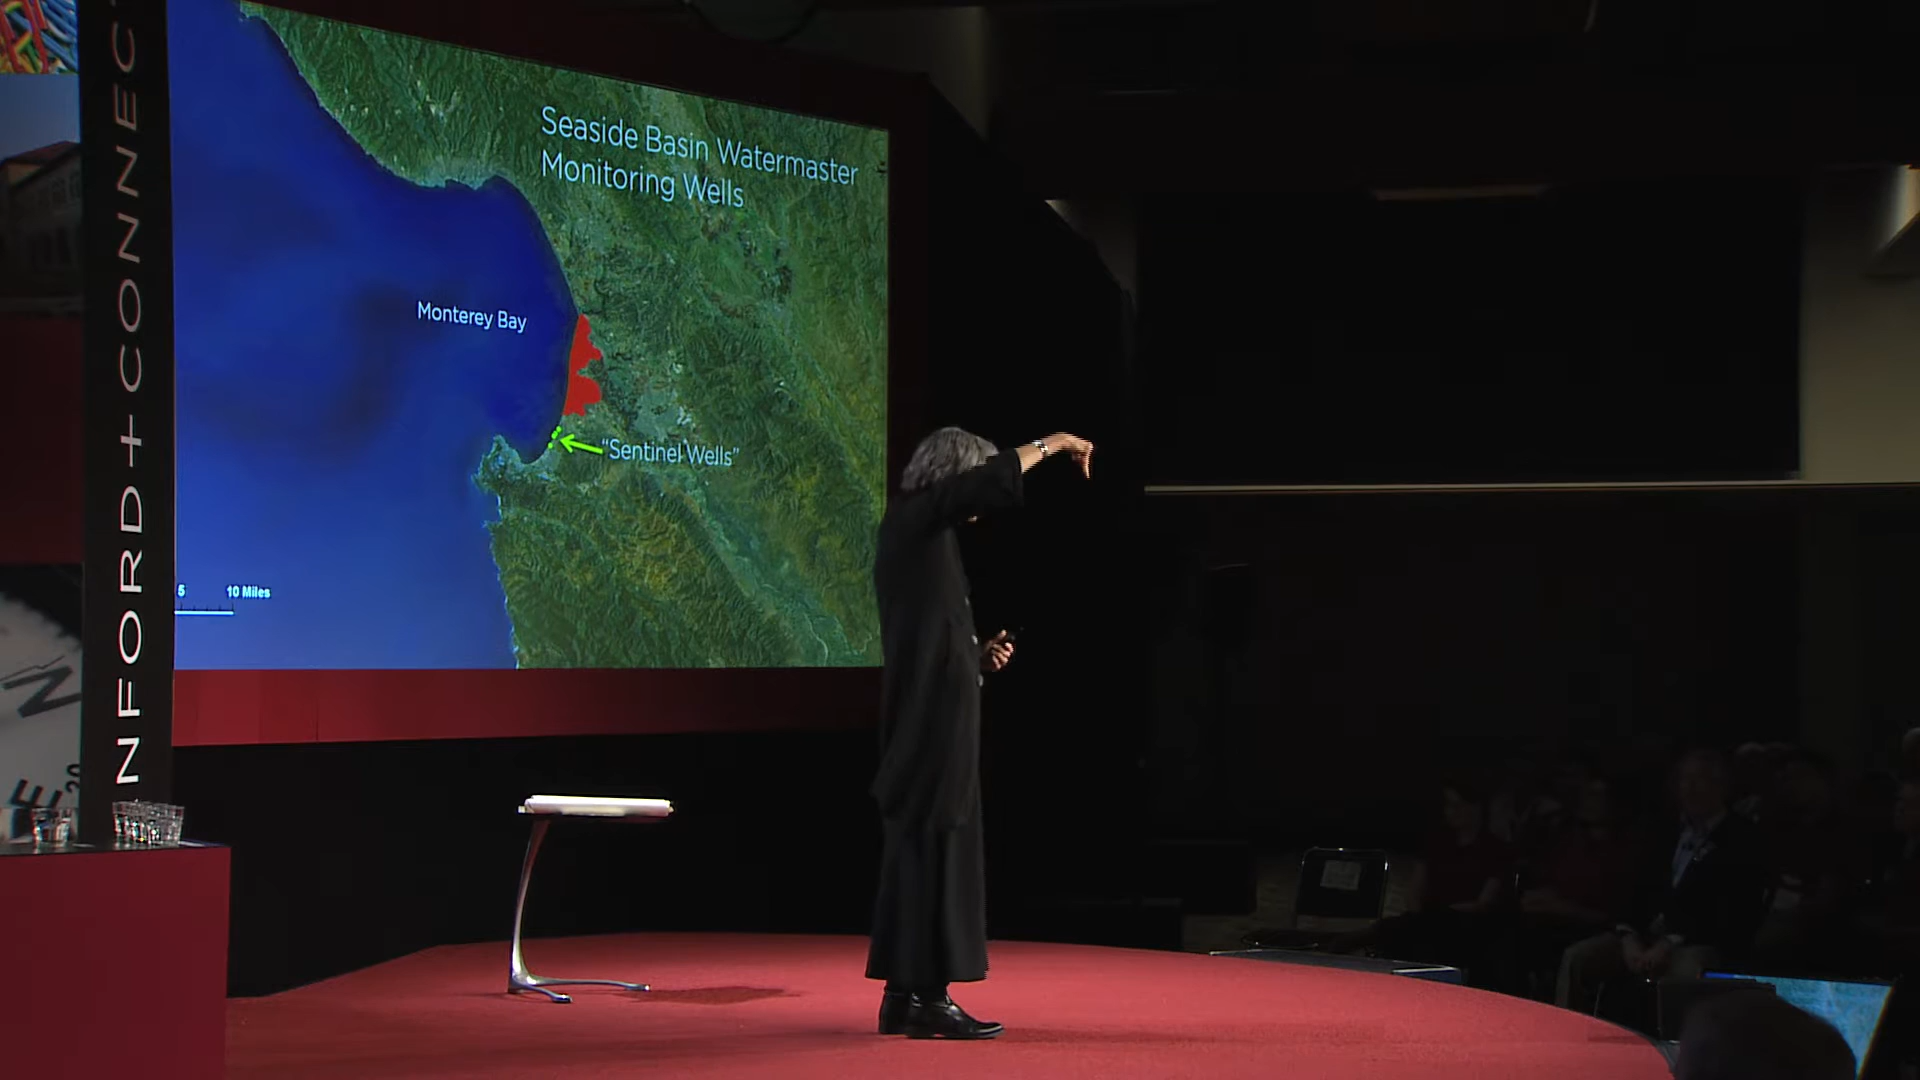 Seaside Basin Watermaster
Monitoring Wells
Monterey Bay
"Sentinel Wells"
5 10 Miles
NFORD+CONNEC